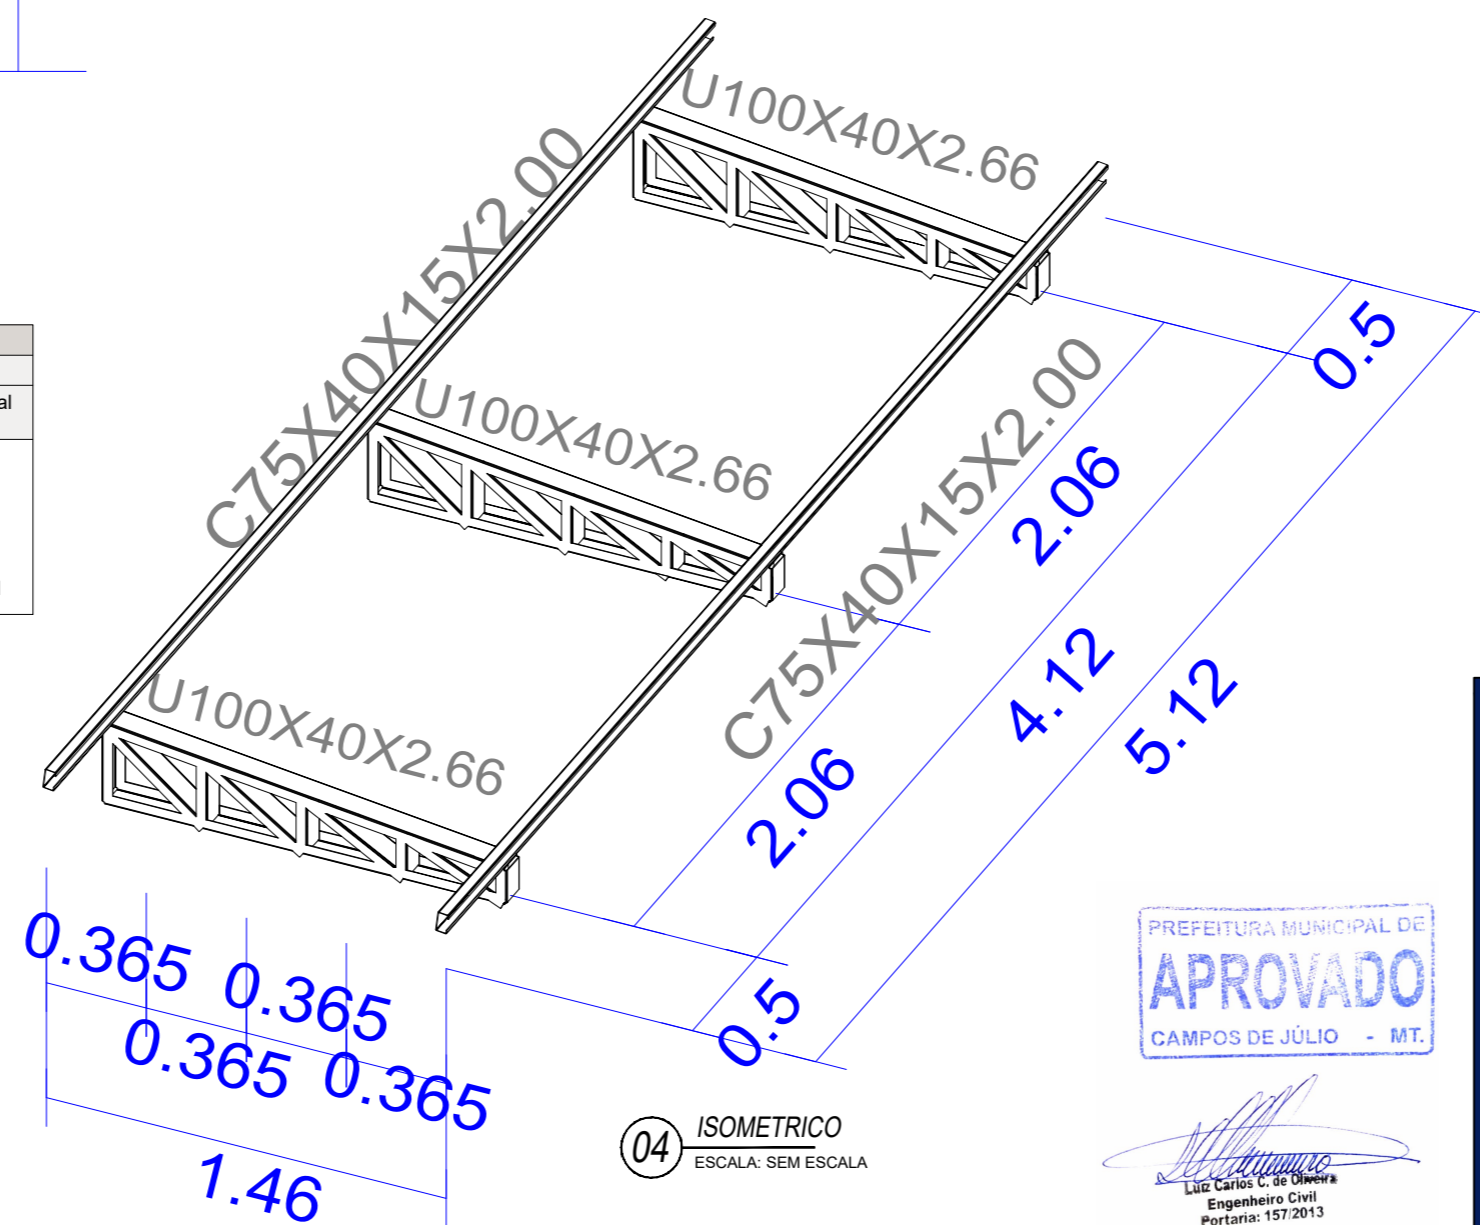 U100X40X2.66
C75X40X15X2.00
al
U100X40X2.66
C75X40X15X2.00
U100X40X2.66
0.5
2.06
4.12
5.12
2.06
0.5
0.365
0.365
0.365
0.365
1.46
04
ISOMETRICO
ESCALA: SEM ESCALA
PREFEITURA MUNICIPAL DE
APROVADO
CAMPOS DE JÚLIO - MT.
Luiz Carlos C. de Oliveira
Engenheiro Civil
Portaria: 157/2013